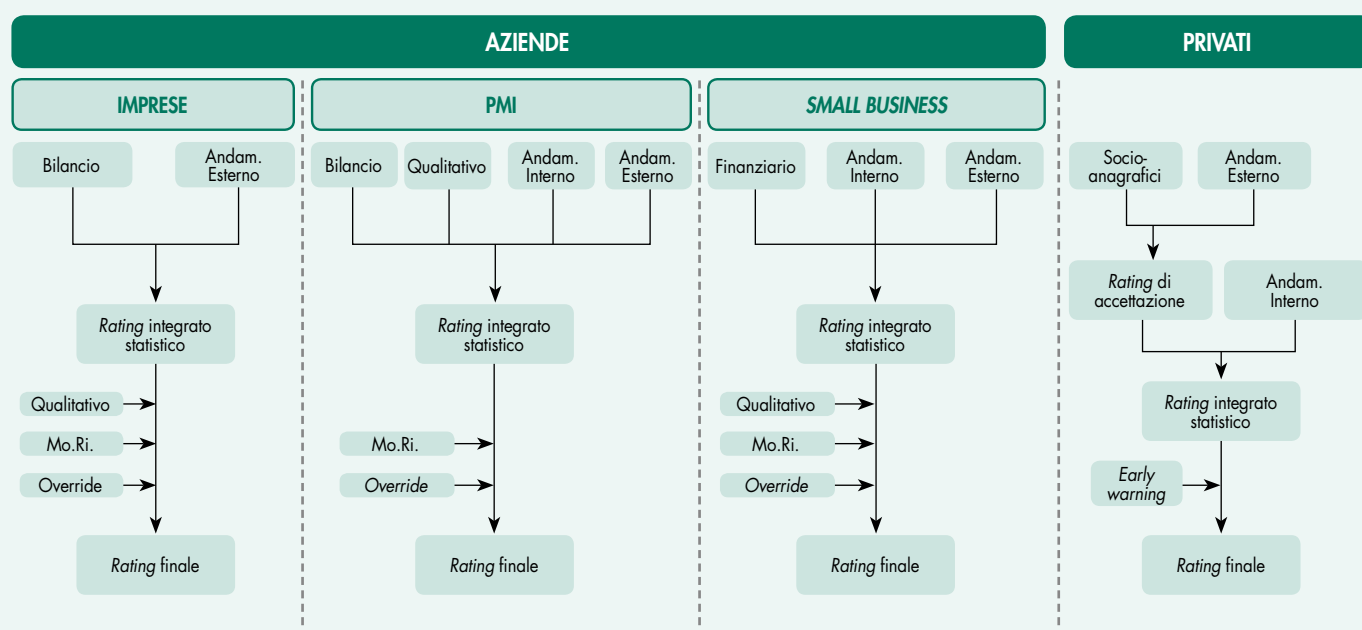 AZIENDE
PRIVATI
IMPRESE
PMI
SMALL BUSINESS
Bilancio
Andam.
Esterno
Bilancio
Qualitativo
Andam.
Interno
Andam.
Esterno
Finanziario
Andam.
Interno
Andam.
Esterno
Socio-
anagrafici
Andam.
Esterno
Rating di
accettazione
Andam.
Interno
Rating integrato
statistico
Rating integrato
statistico
Rating integrato
statistico
Rating integrato
statistico
Qualitativo
Mo.Ri.
Override
Mo.Ri.
Override
Qualitativo
Mo.Ri.
Override
Early
warning
Rating finale
Rating finale
Rating finale
Rating finale